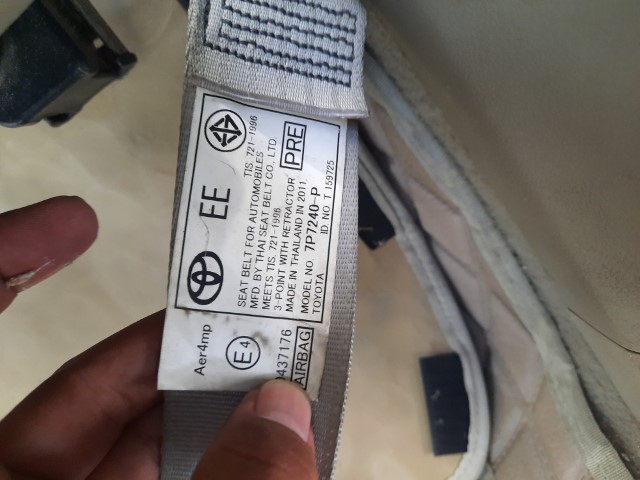 EE
TIS. 721-1996
SEAT BELT FOR AUTOMOBILES
MFD. BY THAI SEAT BELT CO., LTD
MEETS TIS. 721-1996
3-POINT WITH RETRACTOR
PRE
MADE IN THAILAND IN 2011.
MODEL NO. 7P7240-P
TOYOTA ID NO. T.159725
Aer4mp
E4
437176
AIRBAG